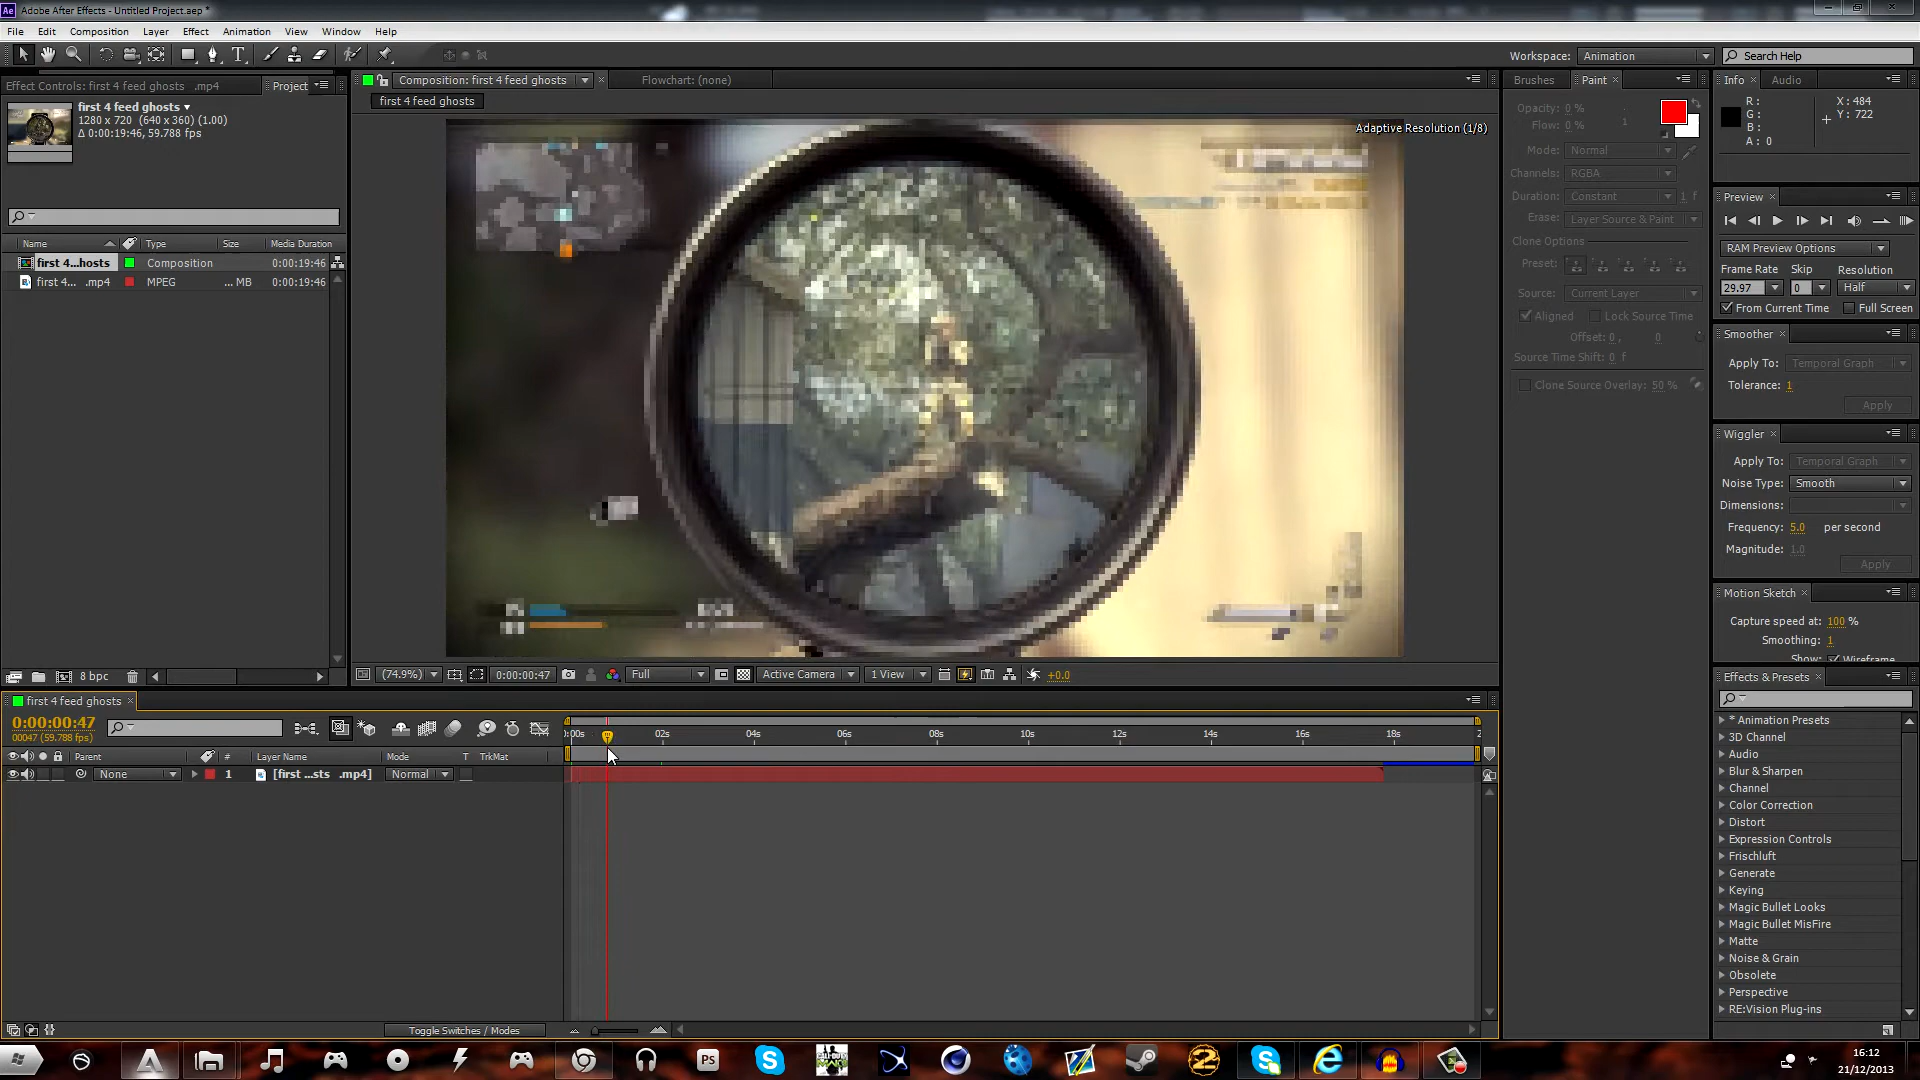 Adobe After Effects - Untitled Project.aep *
File Edit Composition Layer Effect Animation View Window Help
Workspace: Animation Search Help
Effect Controls: first 4 feed ghosts .mp4 Project
first 4 feed ghosts
1280 x 720 (640 x 360) (1.00)
Δ 0:00:19:46, 59.788 fps
Name Type Size Media Duration
first 4...hosts Composition 0:00:19:46
first 4... .mp4 MPEG ... MB 0:00:19:46
8 bpc
Composition: first 4 feed ghosts Flowchart: (none)
first 4 feed ghosts
Adaptive Resolution (1/8)
(74.9%) 0:00:00:47 Full Active Camera 1 View +0.0
Brushes Paint
Opacity: 0 %
Flow: 0 % 1
Mode: Normal
Channels: RGBA
Duration: Constant 1 f
Erase: Layer Source & Paint
Clone Options
Preset:
Source: Current Layer
Aligned Lock Source Time
Offset: 0 , 0
Source Time Shift: 0 f
Clone Source Overlay: 50 %
Info Audio
R: X: 484
G: Y: 722
B:
A: 0
Preview
RAM Preview Options
Frame Rate Skip Resolution
29.97 0 Half
From Current Time Full Screen
Smoother
Apply To: Temporal Graph
Tolerance: 1
Apply
Wiggler
Apply To: Temporal Graph
Noise Type: Smooth
Dimensions:
Frequency: 5.0 per second
Magnitude: 1.0
Apply
Motion Sketch
Capture speed at: 100 %
Smoothing: 1
Show: Wireframe
Effects & Presets
* Animation Presets
3D Channel
Audio
Blur & Sharpen
Channel
Color Correction
Distort
Expression Controls
Frischluft
Generate
Keying
Magic Bullet Looks
Magic Bullet MisFire
Matte
Noise & Grain
Obsolete
Perspective
RE:Vision Plug-ins
first 4 feed ghosts
0:00:00:47
00047 (59.788 fps)
Parent # Layer Name Mode T TrkMat
None 1 [first ...sts .mp4] Normal
):00s 02s 04s 06s 08s 10s 12s 14s 16s 18s 2
Toggle Switches / Modes
16:12
21/12/2013